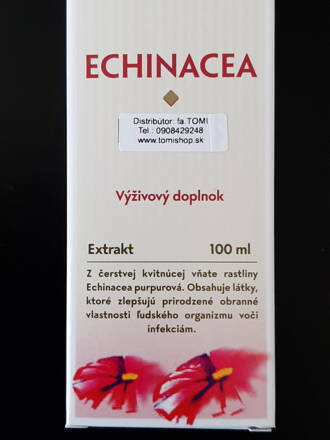 ECHINACEA
Distribútor: fa.TOMI
Tel : 0908429248
www.tomishop.sk
Výživový doplnok
Extrakt 100 ml
Z čerstvej kvitnúcej vňate rastliny
Echinacea purpurová. Obsahuje látky,
ktoré zlepšujú prirodzené obranné
vlastnosti ľudského organizmu voči
infekciám.